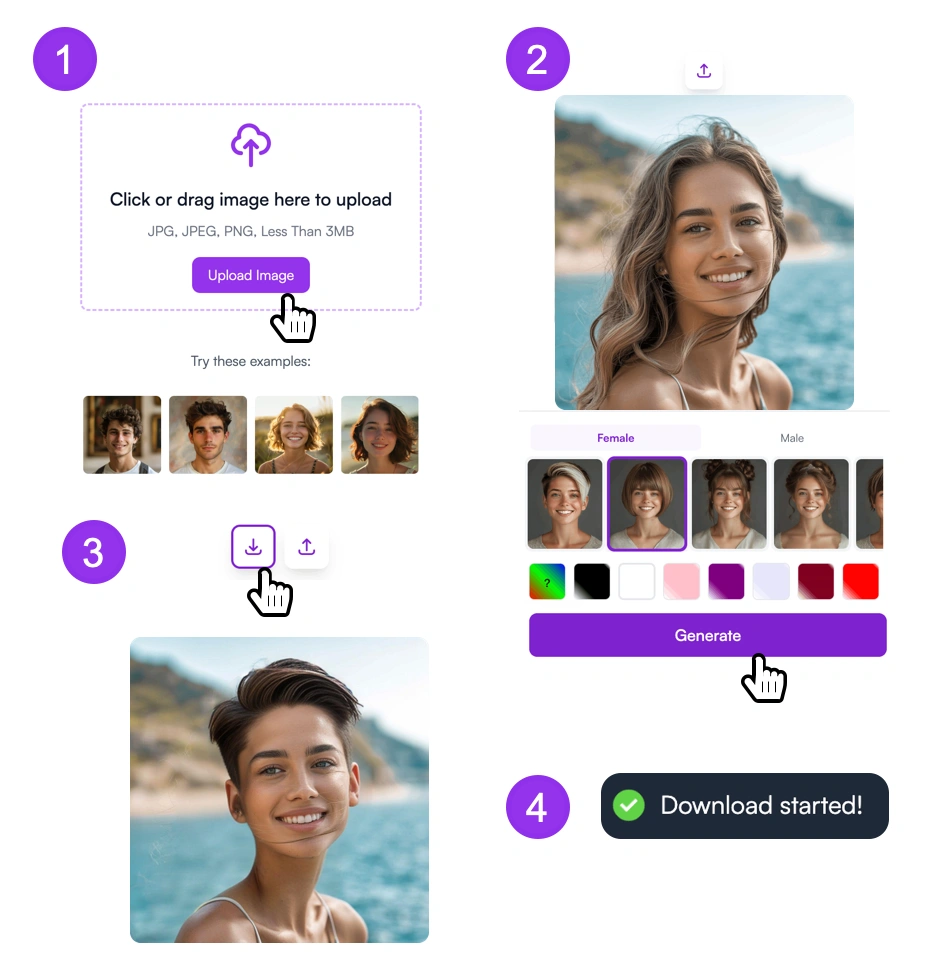 1
Click or drag image here to upload
JPG, JPEG, PNG, Less Than 3MB
Upload Image
Try these examples:
2
Female
Male
?
Generate
3
4
Download started!